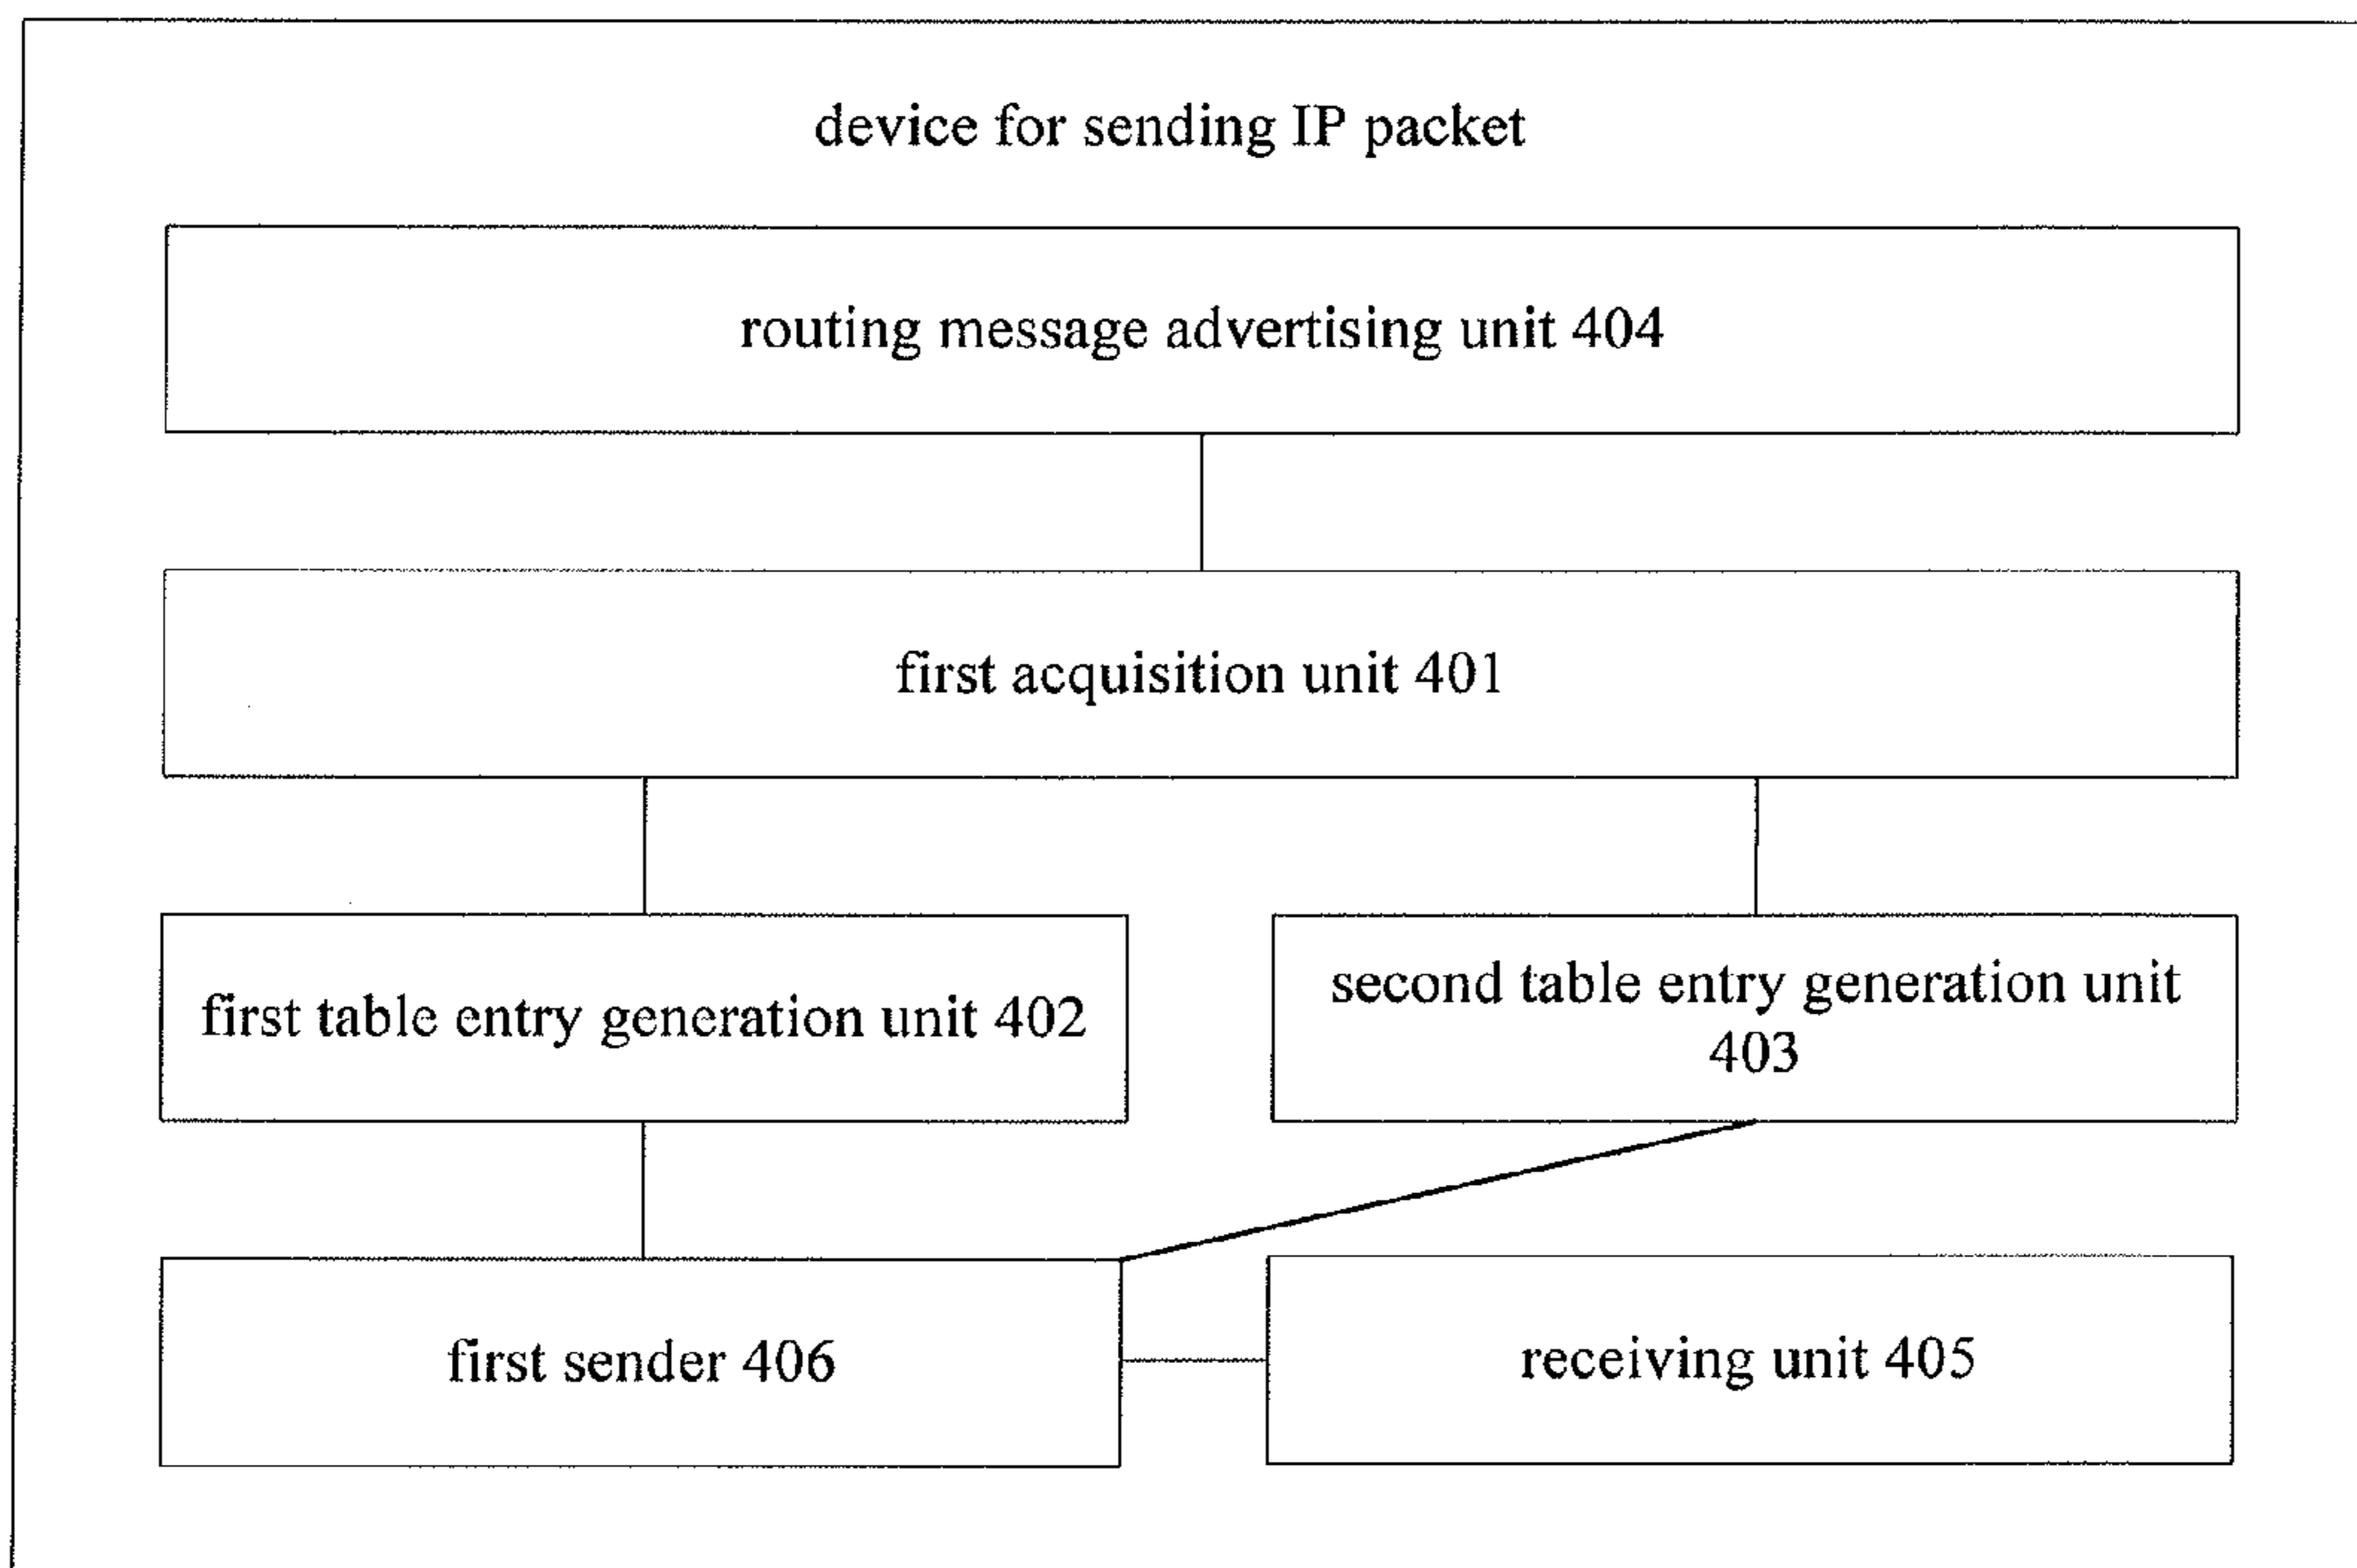 device for sending IP packet
routing message advertising unit 404
first acquisition unit 401
first table entry generation unit 402
second table entry generation unit
403
first sender 406
receiving unit 405